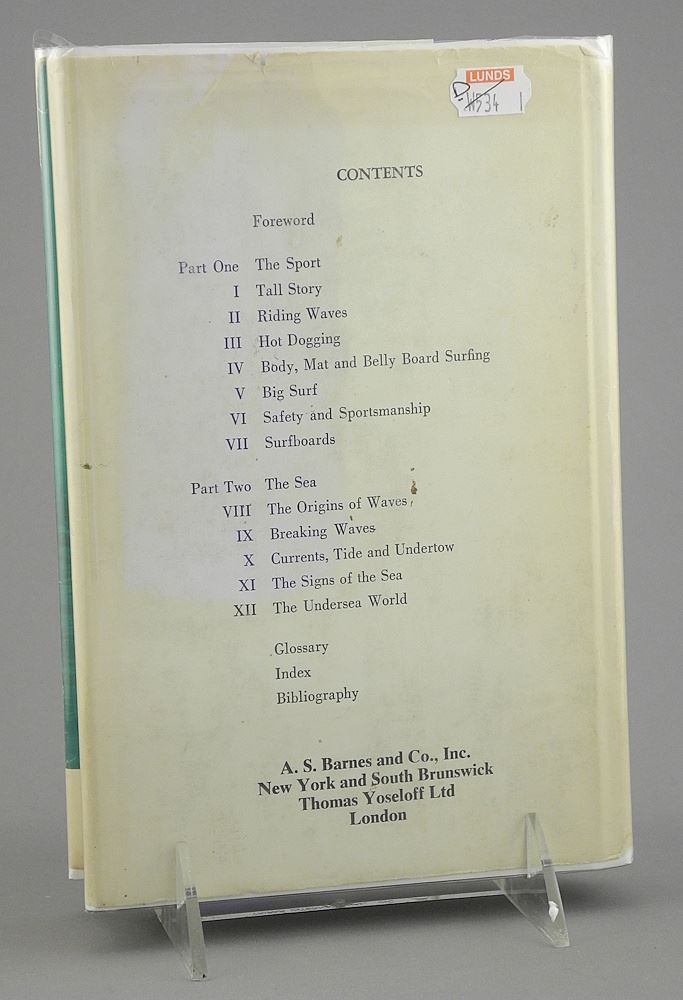 LUNDS
D
W534 1
CONTENTS
Foreword
Part One The Sport
I Tall Story
II Riding Waves
III Hot Dogging
IV Body, Mat and Belly Board Surfing
V Big Surf
VI Safety and Sportsmanship
VII Surfboards
Part Two The Sea
VIII The Origins of Waves
IX Breaking Waves
X Currents, Tide and Undertow
XI The Signs of the Sea
XII The Undersea World
Glossary
Index
Bibliography
A. S. Barnes and Co., Inc.
New York and South Brunswick
Thomas Yoseloff Ltd
London